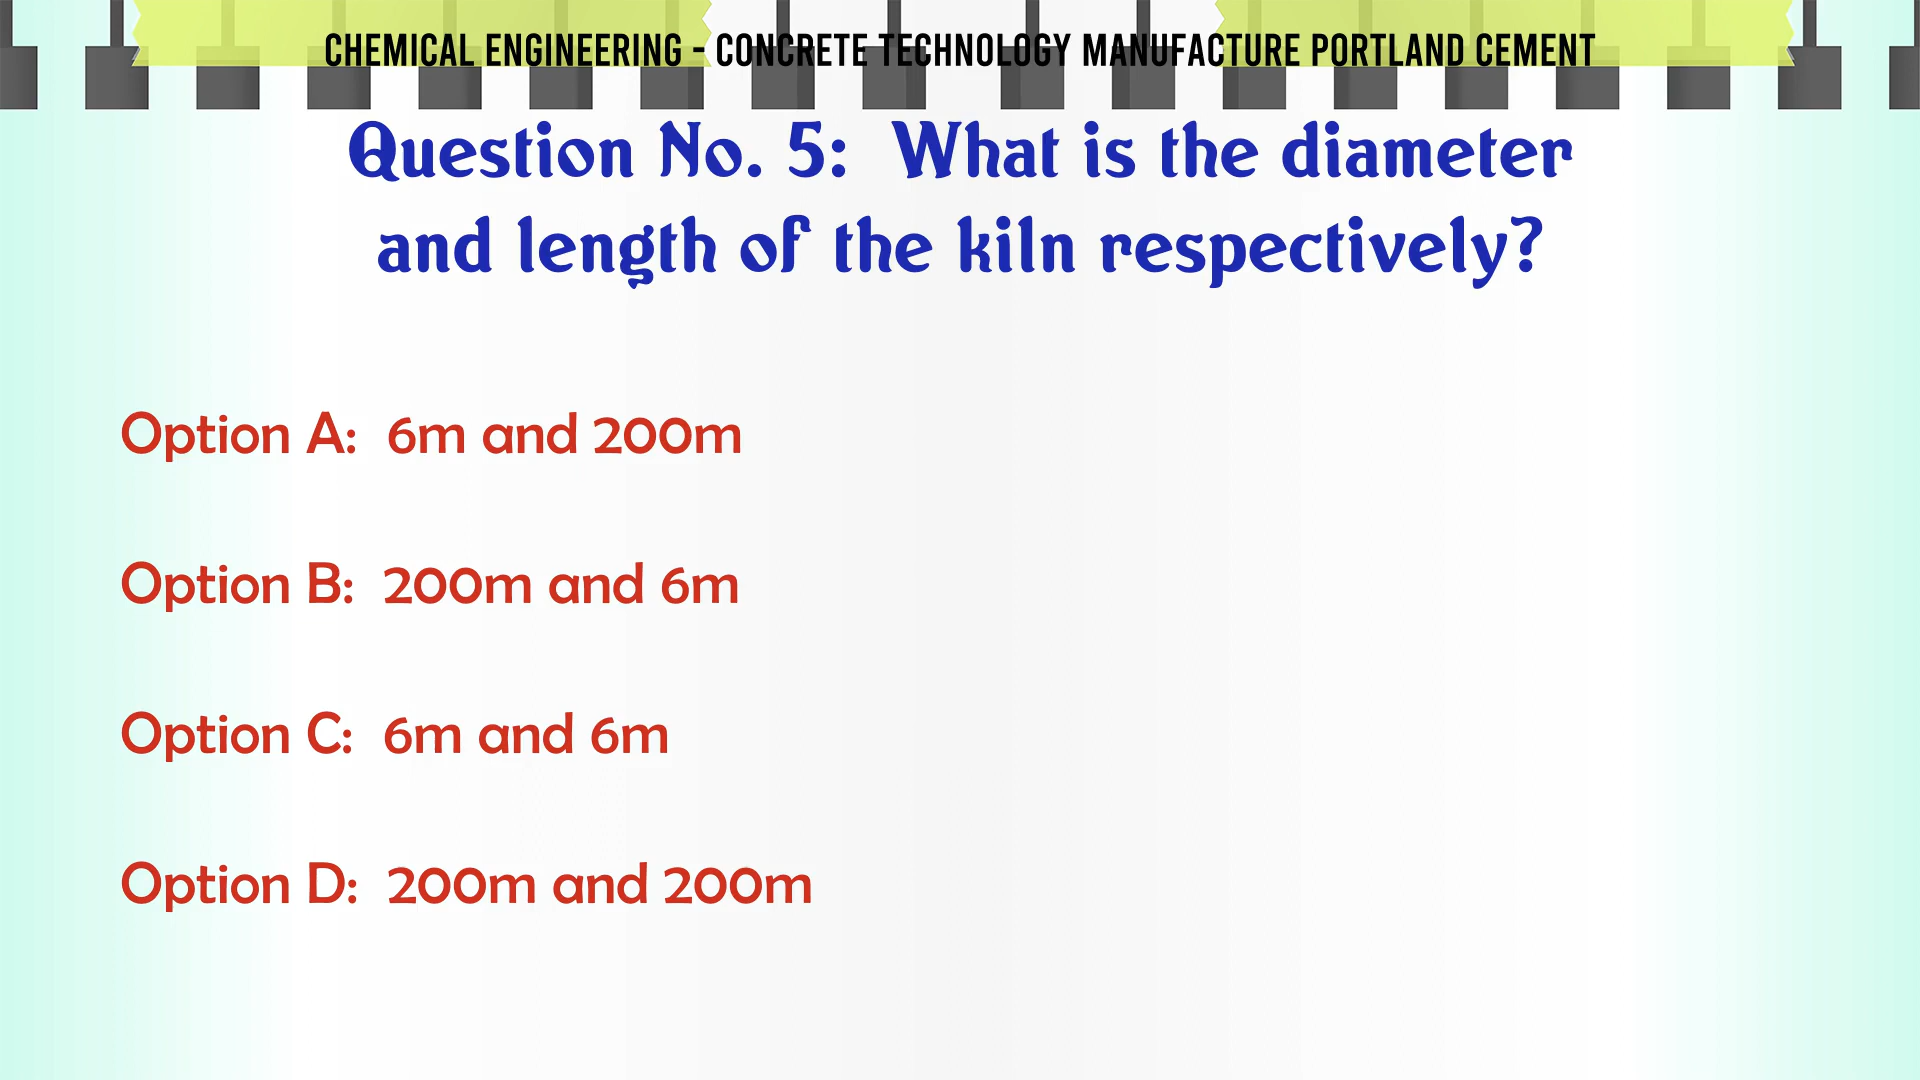 CHEMICAL ENGINEERING - CONCRETE TECHNOLOGY MANUFACTURE PORTLAND CEMENT
Question No. 5: What is the diameter
and length of the kiln respectively?
Option A: 6m and 200m
Option B: 200m and 6m
Option C: 6m and 6m
Option D: 200m and 200m